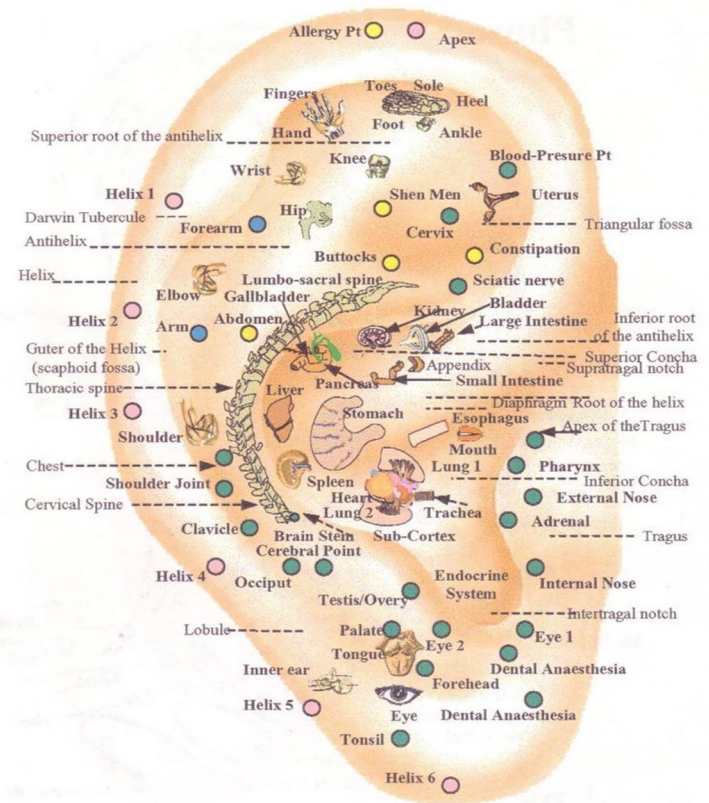 Allergy Pt
Apex
Fingers
Toes
Sole
Heel
Hand
Foot
Ankle
Superior root of the antihelix
Knee
Wrist
Blood-Presure Pt
Helix 1
Shen Men
Uterus
Darwin Tubercule
Hip
Forearm
Cervix
Triangular fossa
Antihelix
Buttocks
Constipation
Helix
Lumbo-sacral spine
Sciatic nerve
Elbow
Gallbladder
Bladder
Helix 2
Arm
Abdomen
Kidney
Large Intestine
Inferior root
of the antihelix
Guter of the Helix
(scaphoid fossa)
Superior Concha
Appendix
Supratragal notch
Thoracic spine
Pancreas
Small Intestine
Liver
Diaphragm
Root of the helix
Helix 3
Stomach
Esophagus
Apex of theTragus
Shoulder
Mouth
Chest
Lung 1
Pharynx
Shoulder Joint
Spleen
Inferior Concha
Heart
External Nose
Cervical Spine
Lung 2
Trachea
Clavicle
Brain Stem
Sub-Cortex
Adrenal
Tragus
Cerebral Point
Helix 4
Occiput
Endocrine
System
Internal Nose
Testis/Overy
Intertragal notch
Lobule
Palate
Eye 2
Eye 1
Tongue
Inner ear
Forehead
Dental Anaesthesia
Helix 5
Eye
Dental Anaesthesia
Tonsil
Helix 6